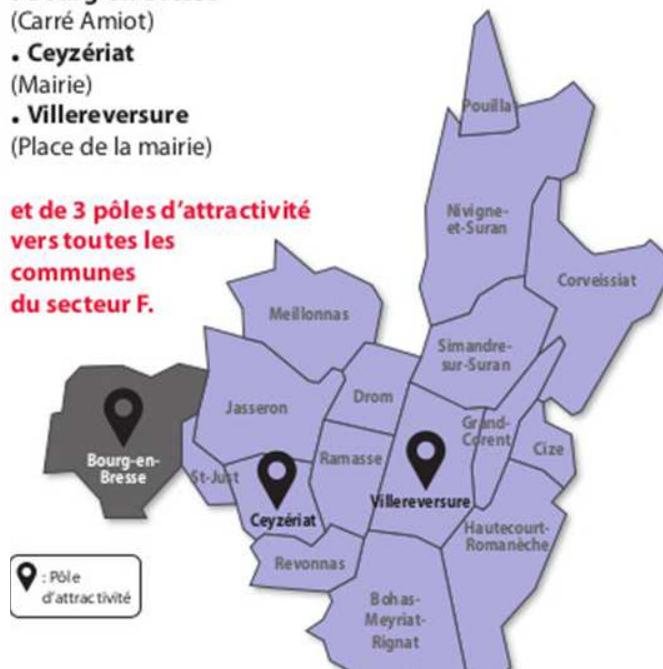 (Carré Amiot)
. Ceyzériat
(Mairie)
. Villereversure
(Place de la mairie)
et de 3 pôles d'attractivité
vers toutes les
communes
du secteur F.
Pouilla
Nivigne-
et-Suran
Corveissiat
Meillonnas
Simandre-
sur-Suran
Drom
Jasseron
Grand-
Corent
Cize
Bourg-en-
Bresse
St-Just
Ramasse
Villereversure
Ceyzériat
Hautecourt-
Romanèche
Revonnas
Bohas-
Meyriat-
Rignat
: Pôle
d'attractivité